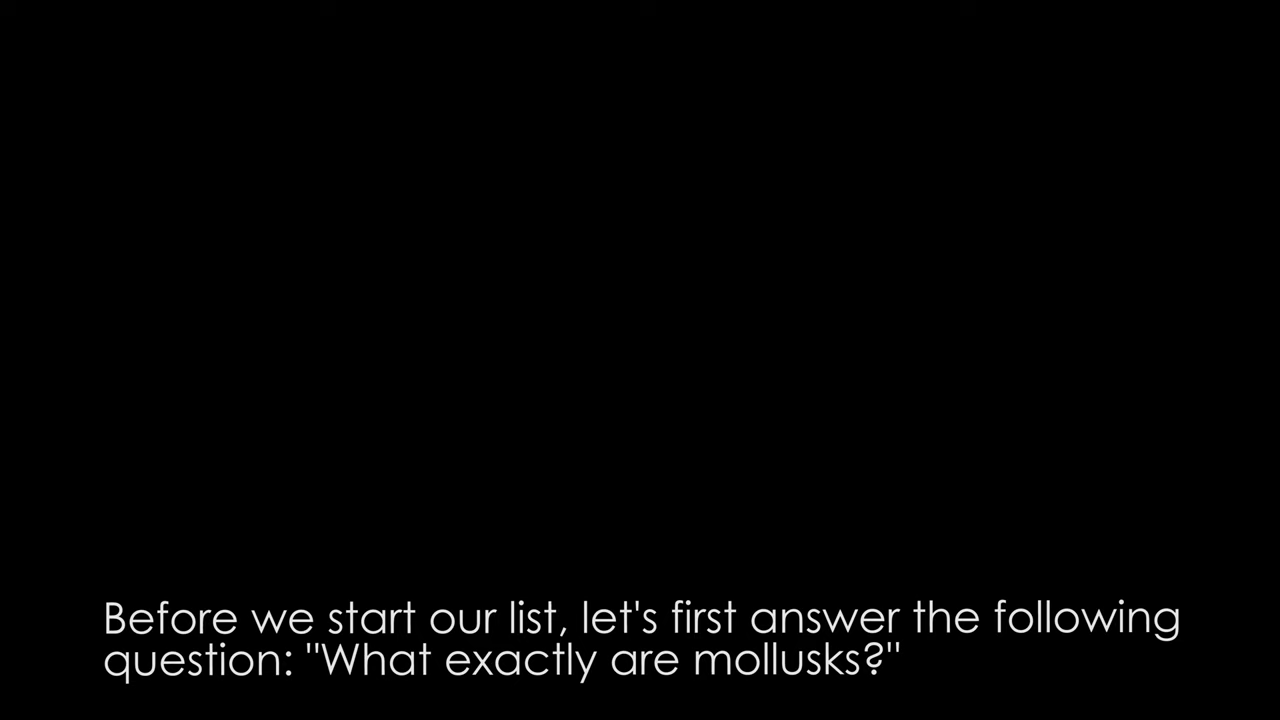 Before we start our list, let's first answer the following
question: "What exactly are mollusks?"